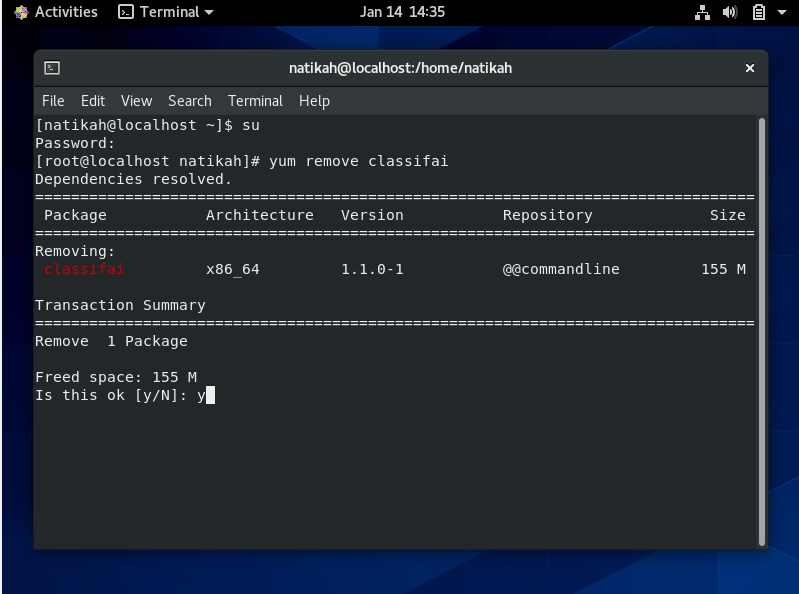 Activities Terminal Jan 14 14:35
natikah@localhost:/home/natikah
File Edit View Search Terminal Help
[natikah@localhost ~]$ su
Password:
[root@localhost natikah]# yum remove classifai
Dependencies resolved.
================================================================================
Package Architecture Version Repository Size
================================================================================
Removing:
classifai x86_64 1.1.0-1 @@commandline 155 M
Transaction Summary
================================================================================
Remove 1 Package
Freed space: 155 M
Is this ok [y/N]: y